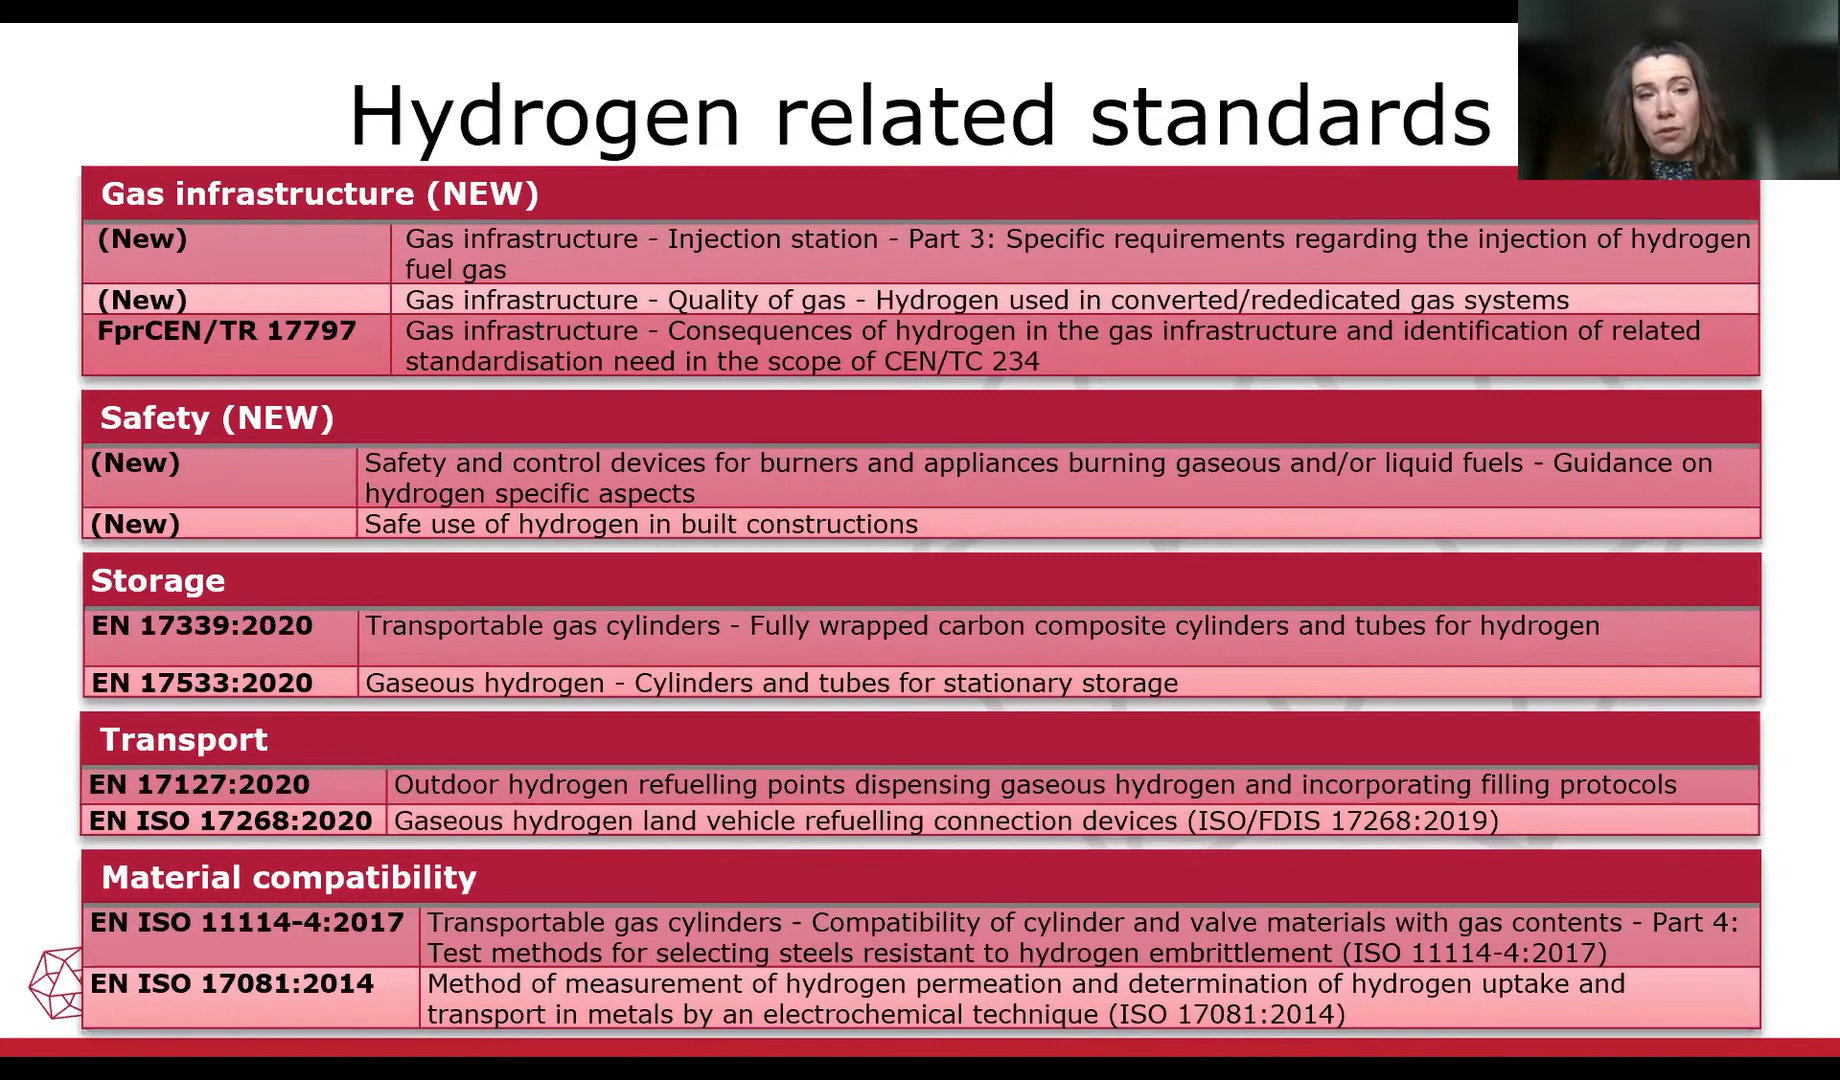 Hydrogen related standards
Gas infrastructure (NEW)
(New)
Gas infrastructure - Injection station - Part 3: Specific requirements regarding the injection of hydrogen
fuel gas
(New)
Gas infrastructure - Quality of gas - Hydrogen used in converted/rededicated gas systems
FprCEN/TR 17797
Gas infrastructure - Consequences of hydrogen in the gas infrastructure and identification of related
standardisation need in the scope of CEN/TC 234
Safety (NEW)
(New)
Safety and control devices for burners and appliances burning gaseous and/or liquid fuels - Guidance on
hydrogen specific aspects
(New)
Safe use of hydrogen in built constructions
Storage
EN 17339:2020
Transportable gas cylinders - Fully wrapped carbon composite cylinders and tubes for hydrogen
EN 17533:2020
Gaseous hydrogen - Cylinders and tubes for stationary storage
Transport
EN 17127:2020
Outdoor hydrogen refuelling points dispensing gaseous hydrogen and incorporating filling protocols
EN ISO 17268:2020
Gaseous hydrogen land vehicle refuelling connection devices (ISO/FDIS 17268:2019)
Material compatibility
EN ISO 11114-4:2017
Transportable gas cylinders - Compatibility of cylinder and valve materials with gas contents - Part 4:
Test methods for selecting steels resistant to hydrogen embrittlement (ISO 11114-4:2017)
EN ISO 17081:2014
Method of measurement of hydrogen permeation and determination of hydrogen uptake and
transport in metals by an electrochemical technique (ISO 17081:2014)